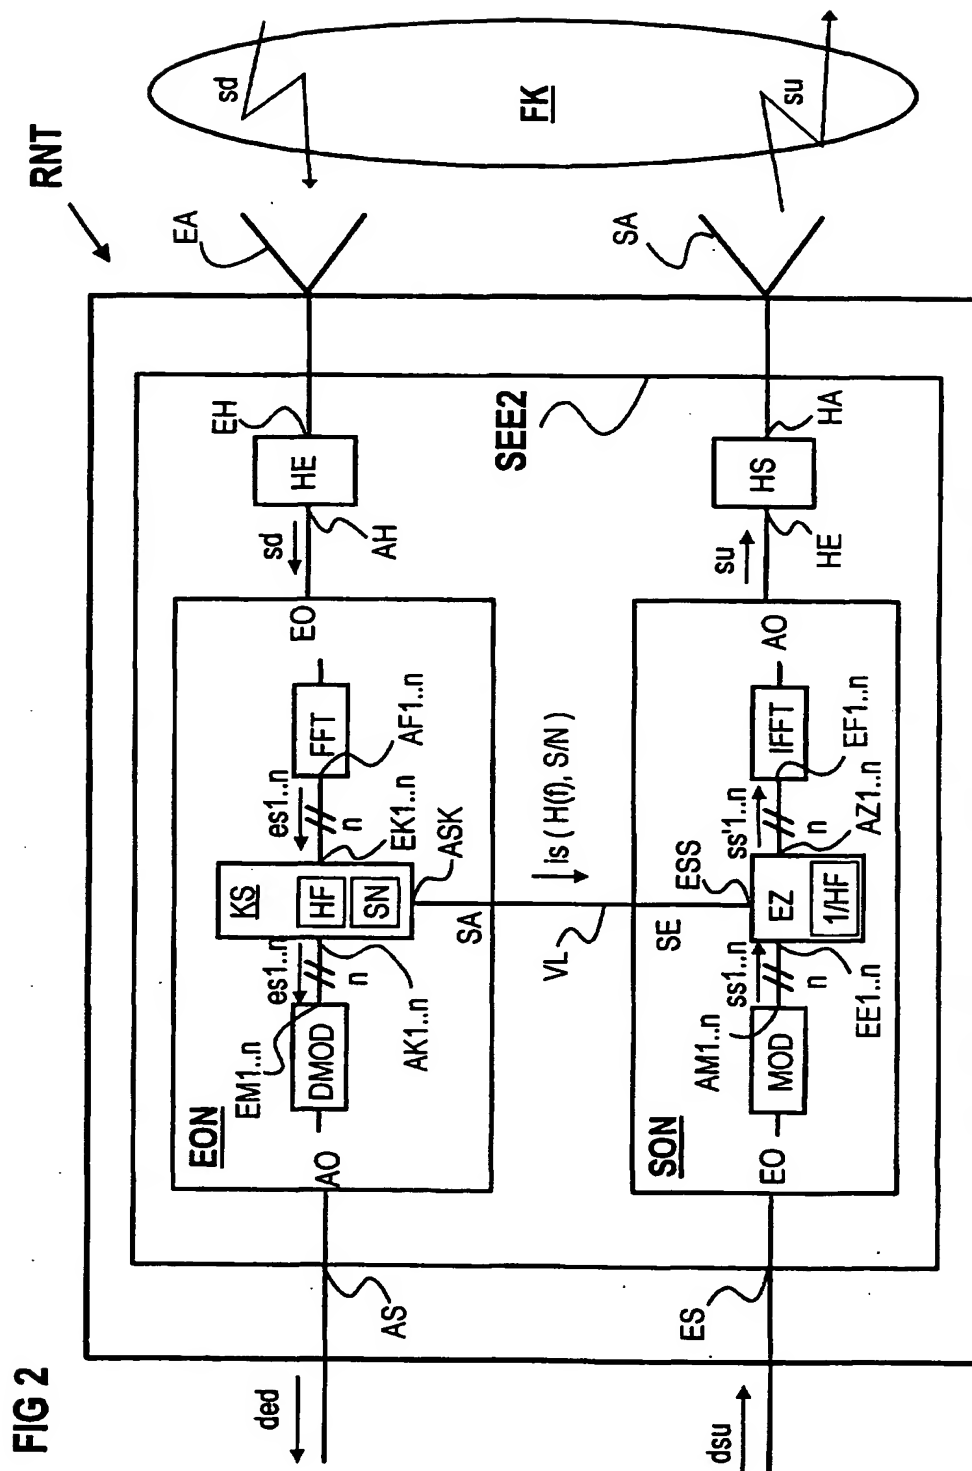 FIG 2
RNT
ded
AS
EON
AO
EM1..n
DMOD
es1..n
n
AK1..n
KS
HF
SN
ASK
es1..n
n
EK1..n
FFT
AF1..n
EO
SA
sd
AH
HE
EH
EA
sd
FK
VL
is ( H(f), S/N )
SEE2
dsu
ES
SON
EO
AM1..n
MOD
ss1..n
n
EE1..n
SE
ESS
EZ
1/HF
ss'1..n
n
AZ1..n
IFFT
EF1..n
AO
su
HE
HS
HA
SA
su